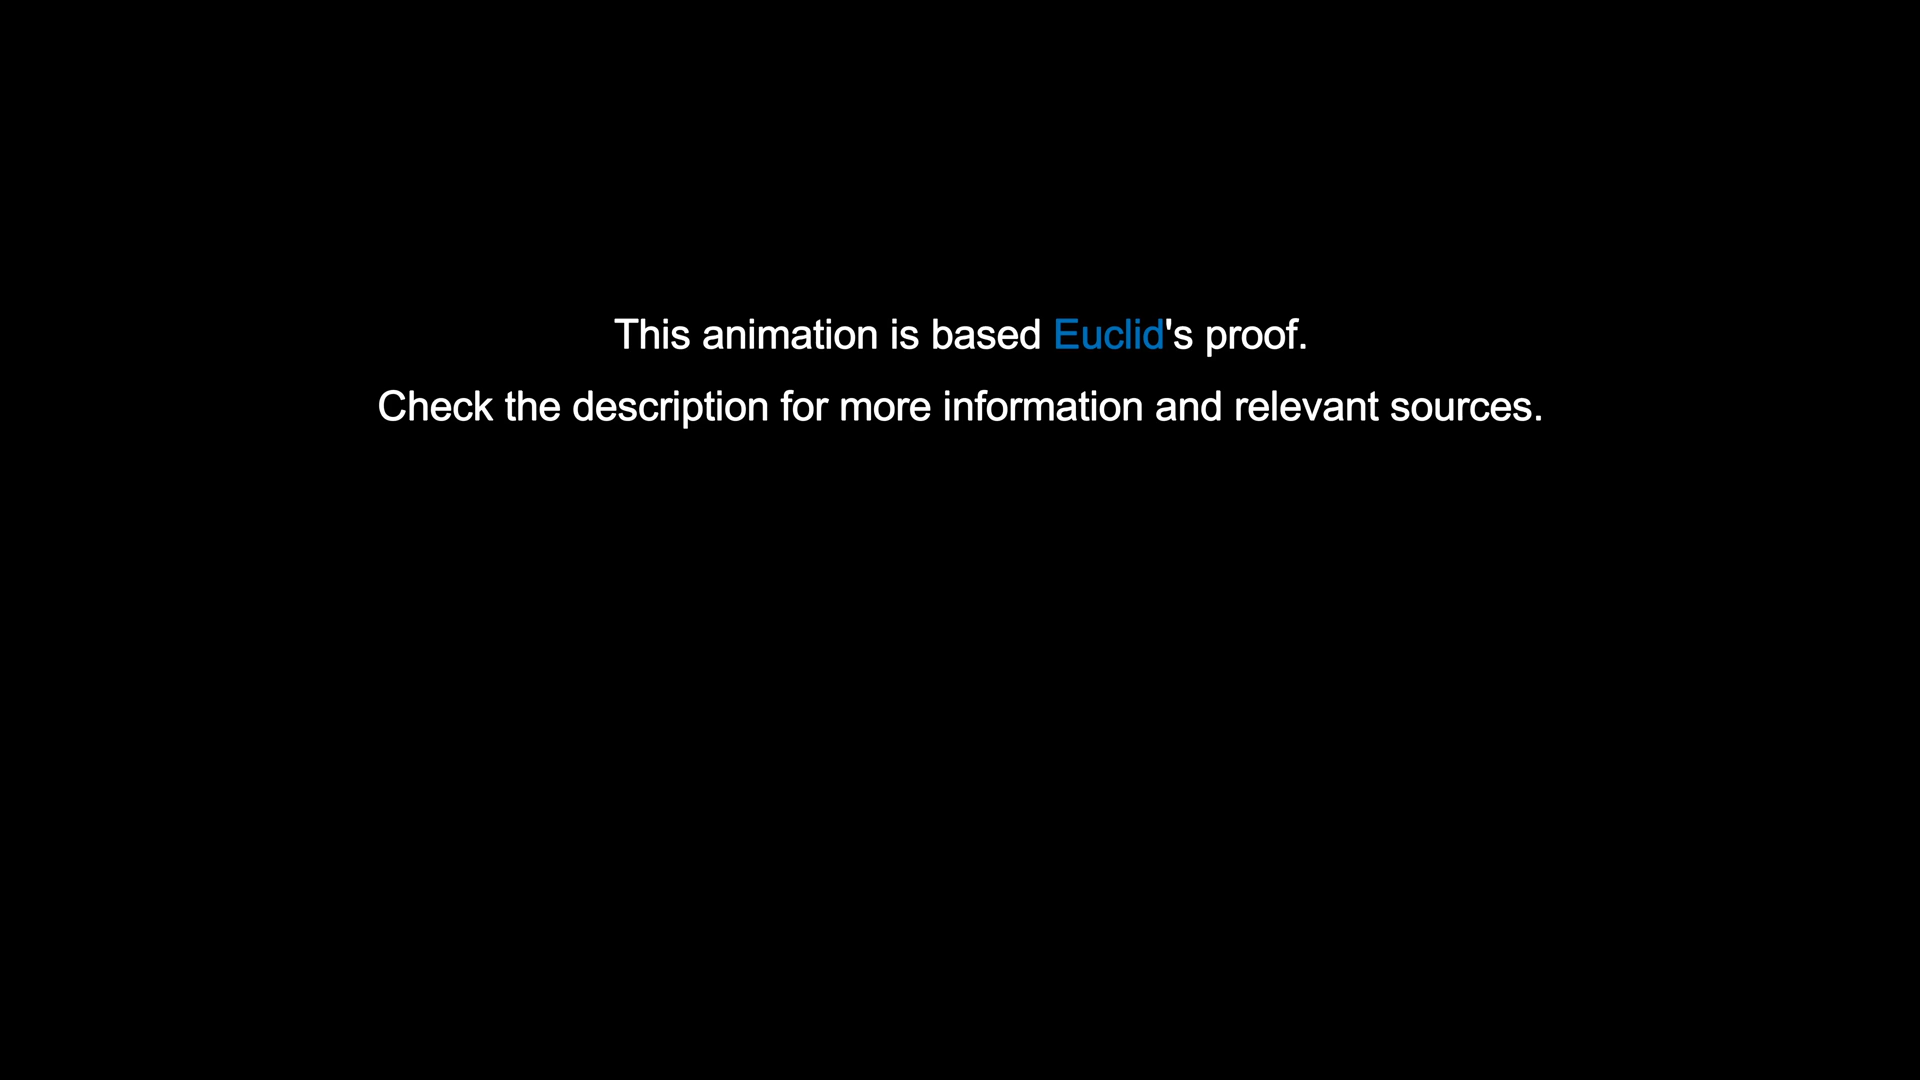 This animation is based Euclid's proof.
Check the description for more information and relevant sources.